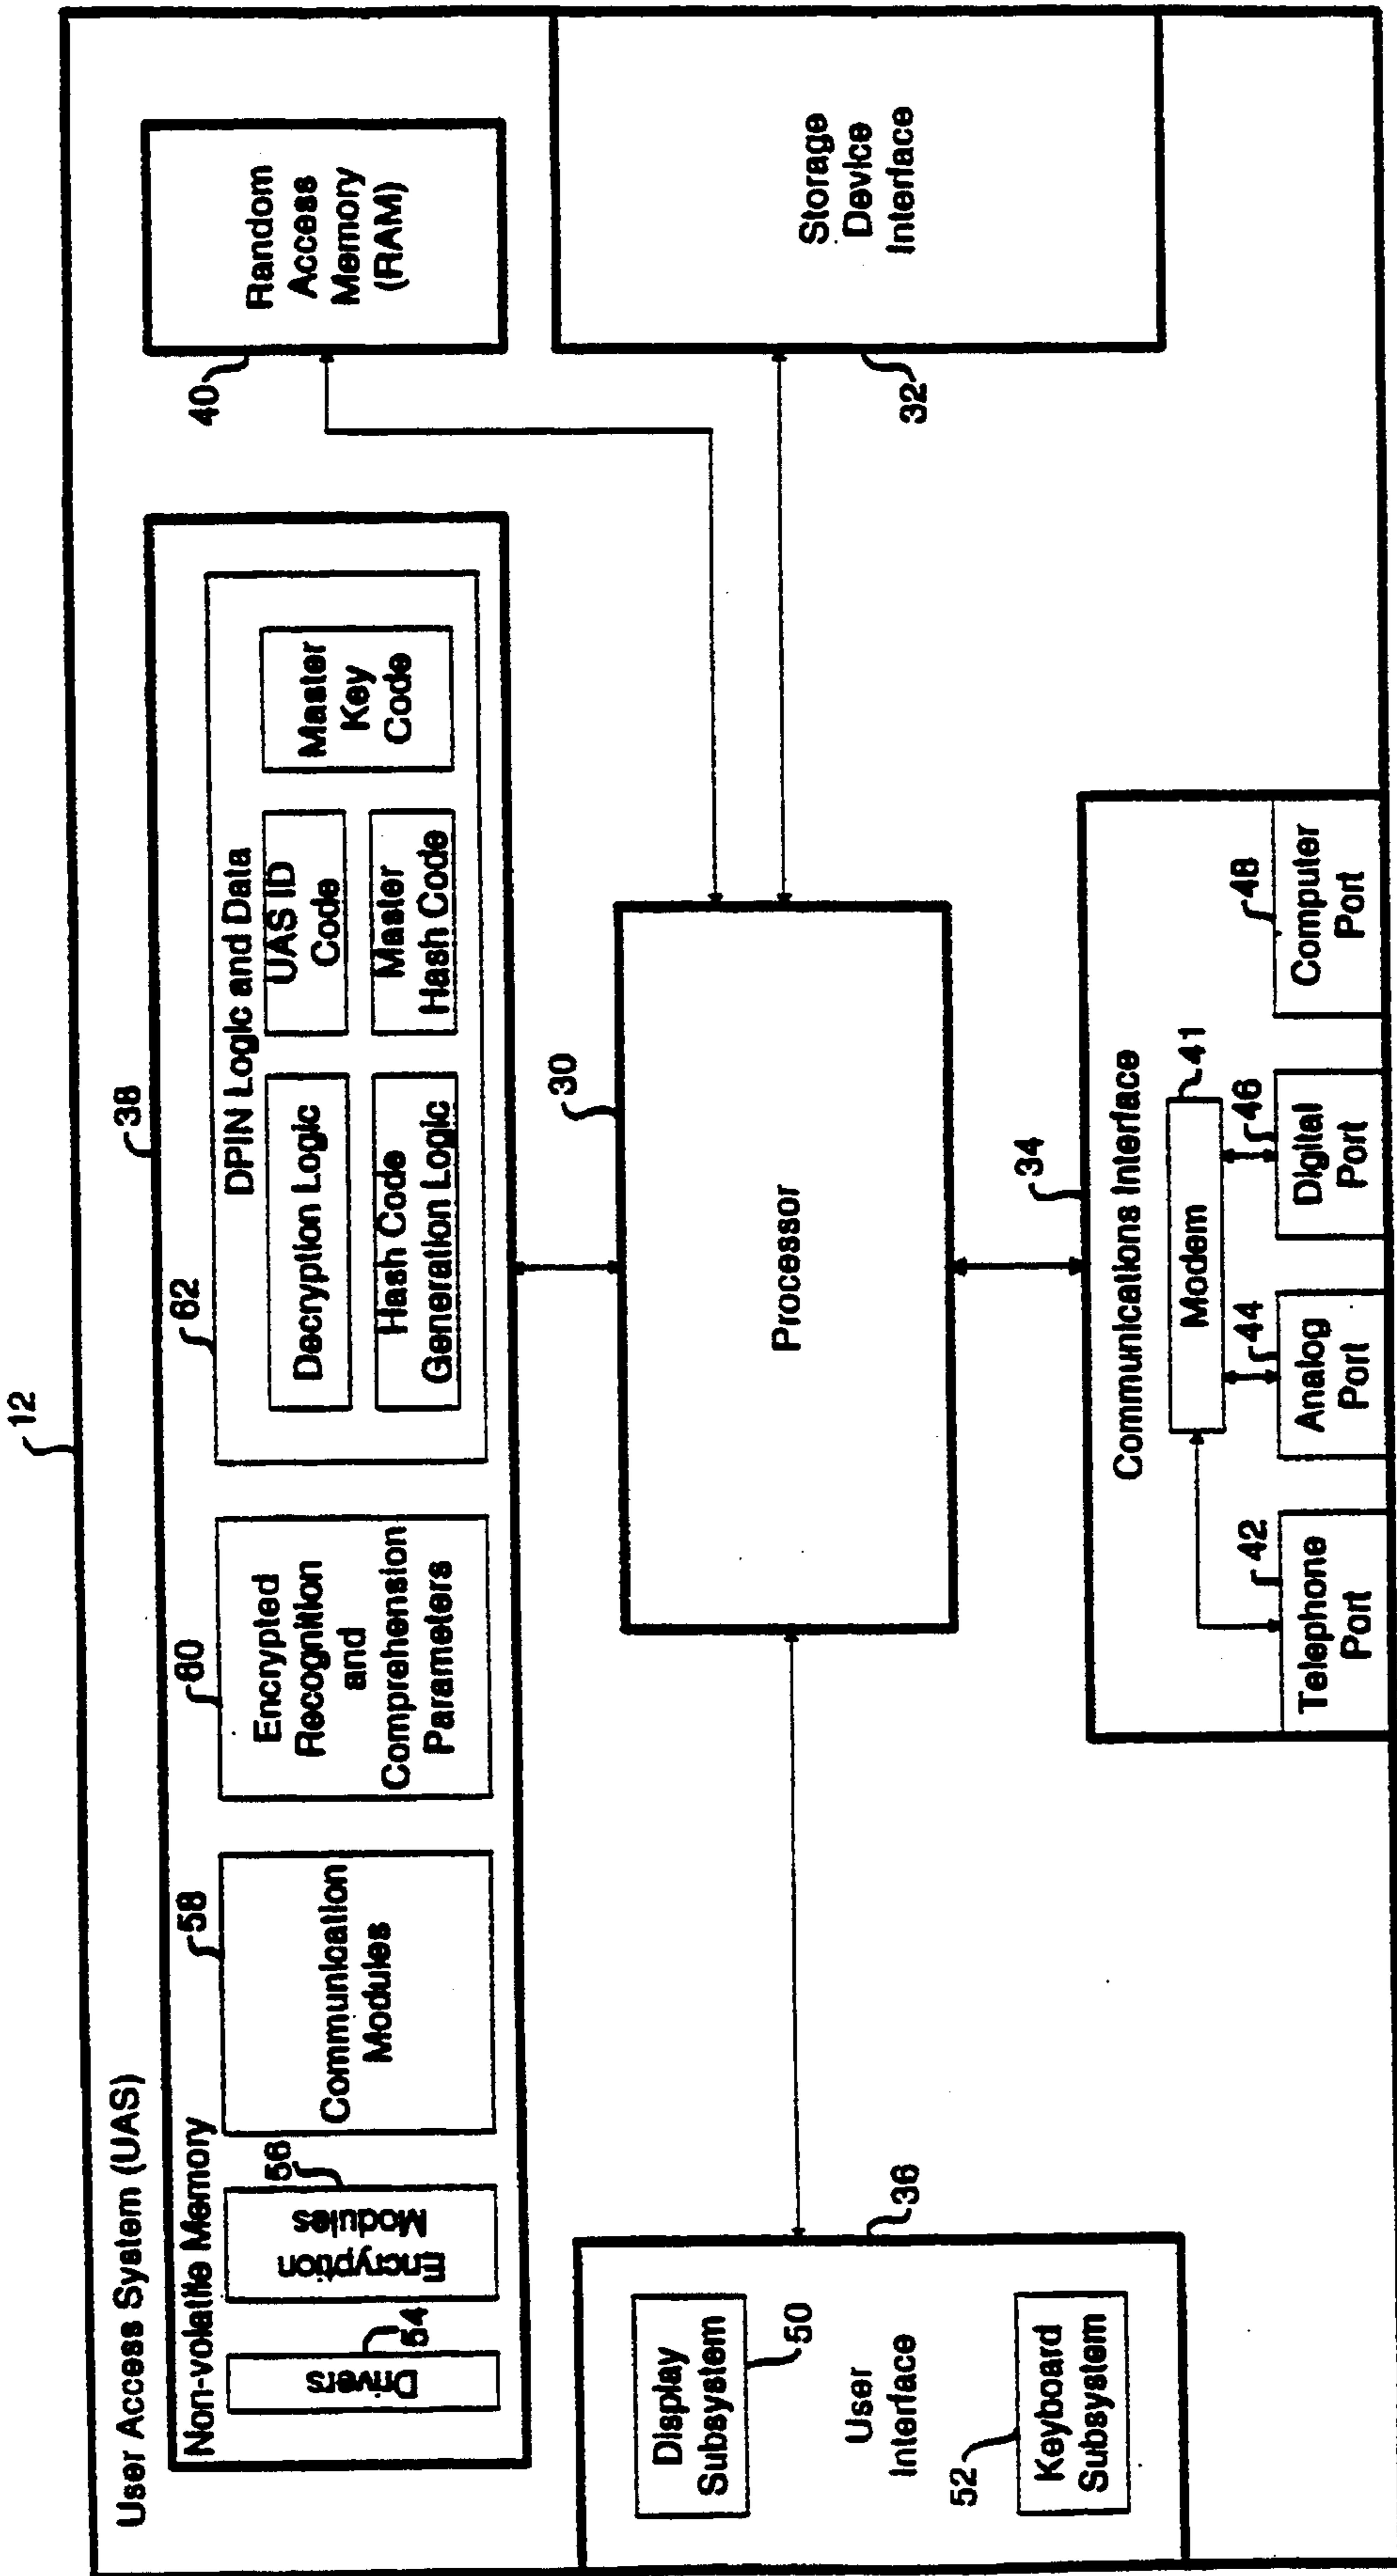 12
User Access System (UAS)
38
Non-volatile Memory
Drivers
54
Encryption
Modules
56
58
Communication
Modules
60
Encrypted
Recognition
and
Comprehension
Parameters
62
DPIN Logic and Data
Decryption Logic
UAS ID
Code
Master
Key
Code
Hash Code
Generation Logic
Master
Hash Code
40
Random
Access
Memory
(RAM)
30
Processor
Display
Subsystem
50
User
Interface
36
52
Keyboard
Subsystem
32
Storage
Device
Interface
34
Communications Interface
Modem
41
42
44
46
48
Telephone
Port
Analog
Port
Digital
Port
Computer
Port